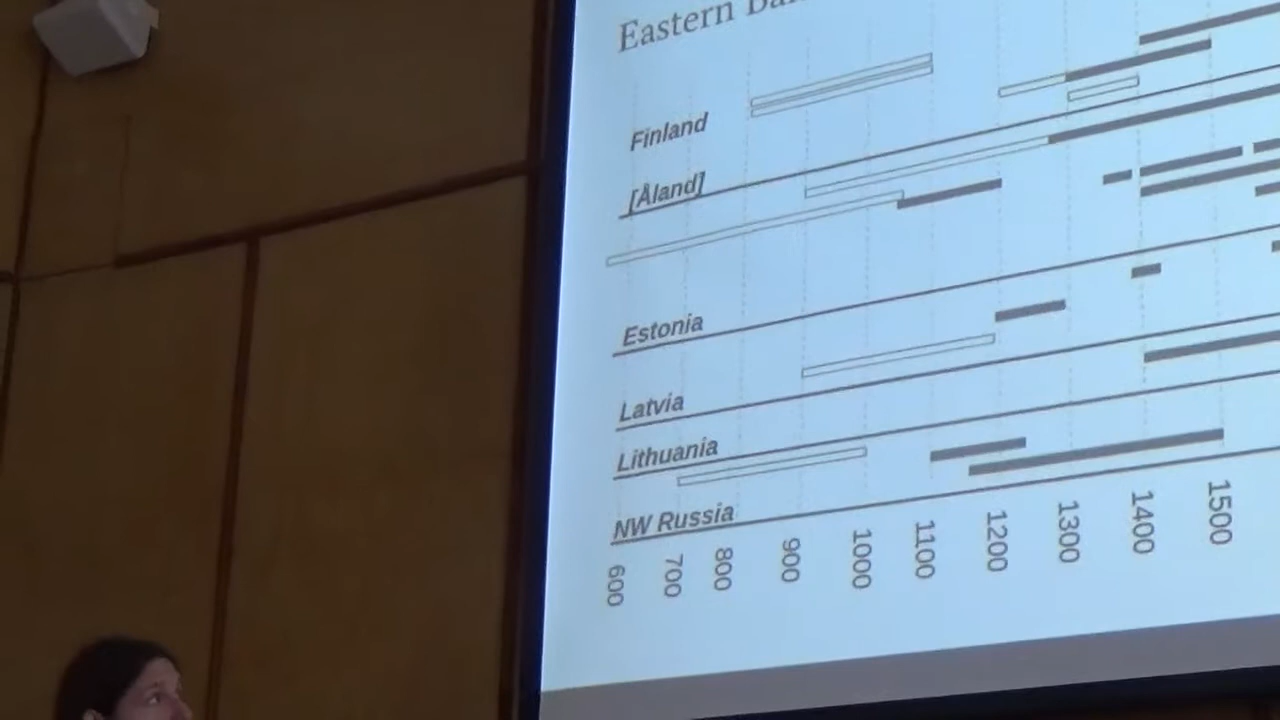 Eastern
Finland
[Åland]
Estonia
Latvia
Lithuania
NW Russia
600 700 800 900 1000 1100 1200 1300 1400 1500